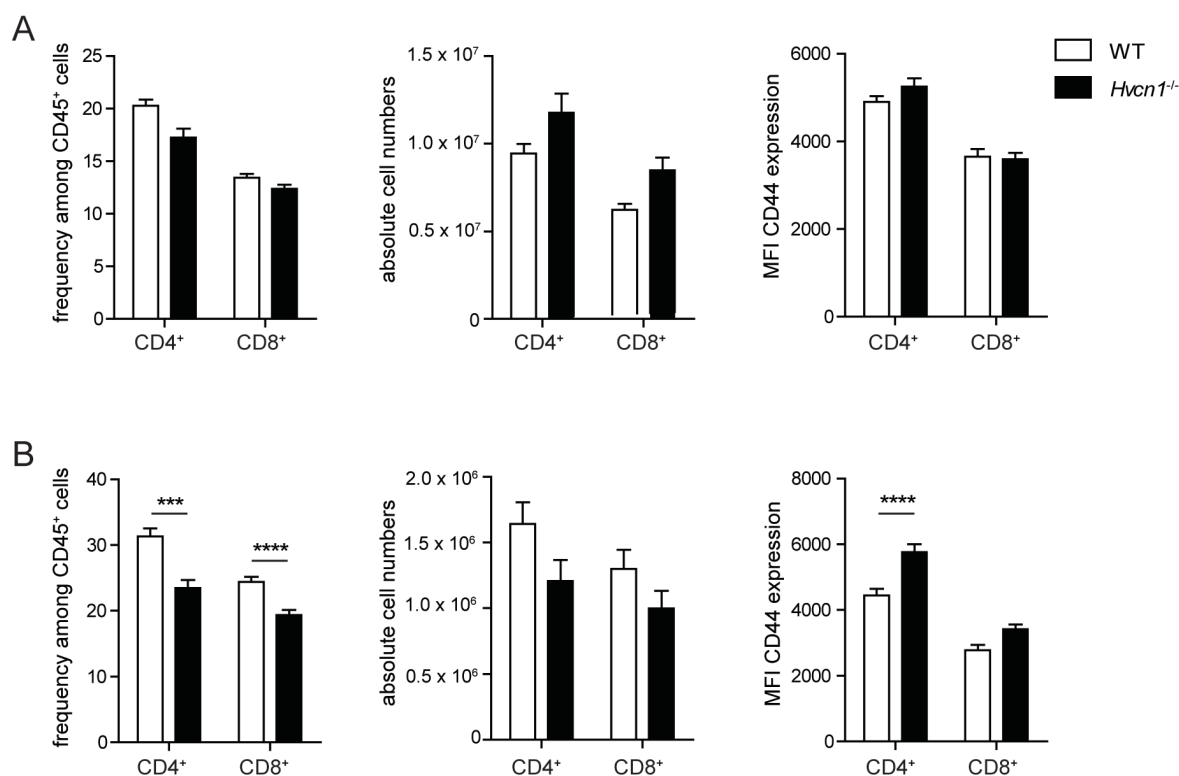 A
frequency among CD45⁺ cells
25
20
15
10
5
0
CD4⁺ CD8⁺
absolute cell numbers
1.5 x 10⁷
1.0 x 10⁷
0.5 x 10⁷
0
CD4⁺ CD8⁺
MFI CD44 expression
6000
4000
2000
0
CD4⁺ CD8⁺
WT
Hvcn1⁻/⁻
B
frequency among CD45⁺ cells
40
30
20
10
0
*** ****
CD4⁺ CD8⁺
absolute cell numbers
2.0 x 10⁶
1.5 x 10⁶
1.0 x 10⁶
0.5 x 10⁶
0
CD4⁺ CD8⁺
MFI CD44 expression
8000
6000
4000
2000
0
****
CD4⁺ CD8⁺